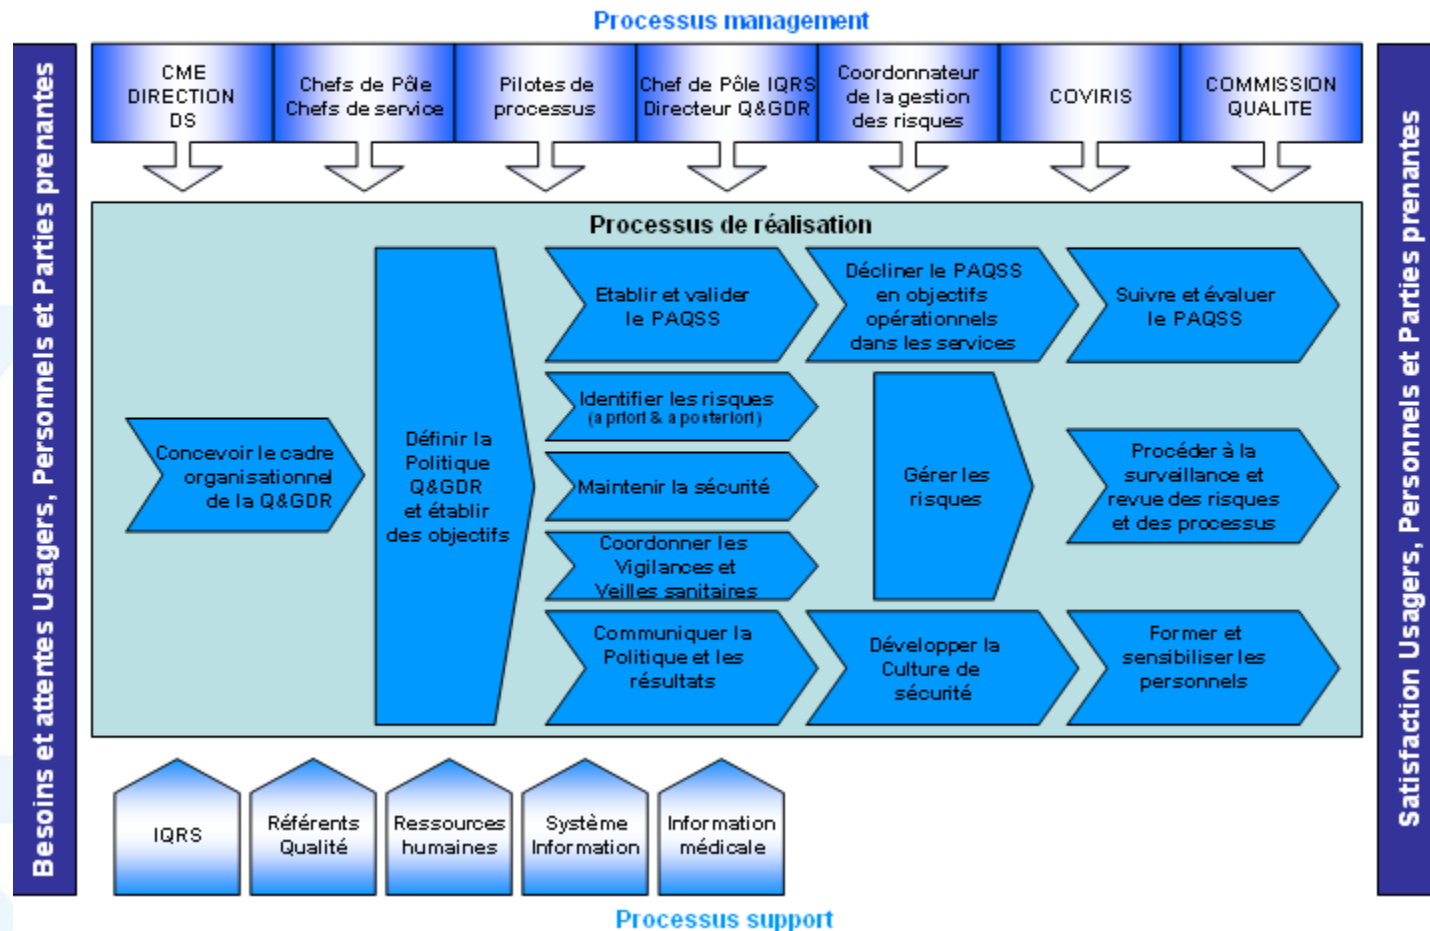 Processus management
Besoins et attentes Usagers, Personnels et Parties prenantes
CME
DIRECTION
DS
Chefs de Pôle
Chefs de service
Pilotes de
processus
Chef de Pôle IQRS
Directeur Q&GDR
Coordonnateur
de la gestion
des risques
COVIRIS
COMMISSION
QUALITE
Satisfaction Usagers, Personnels et Parties prenantes
Processus de réalisation
Concevoir le cadre
organisationnel
de la Q&GDR
Définir la
Politique
Q&GDR
et établir
des objectifs
Etablir et valider
le PAQSS
Décliner le PAQSS
en objectifs
opérationnels
dans les services
Suivre et évaluer
le PAQSS
Identifier les risques
(a priori & a posteriori)
Maintenir la sécurité
Coordonner les
Vigilances et
Veilles sanitaires
Gérer les
risques
Procéder à la
surveillance et
revue des risques
et des processus
Communiquer la
Politique et les
résultats
Développer la
Culture de
sécurité
Former et
sensibiliser les
personnels
IQRS
Référents
Qualité
Ressources
humaines
Système
Information
Information
médicale
Processus support